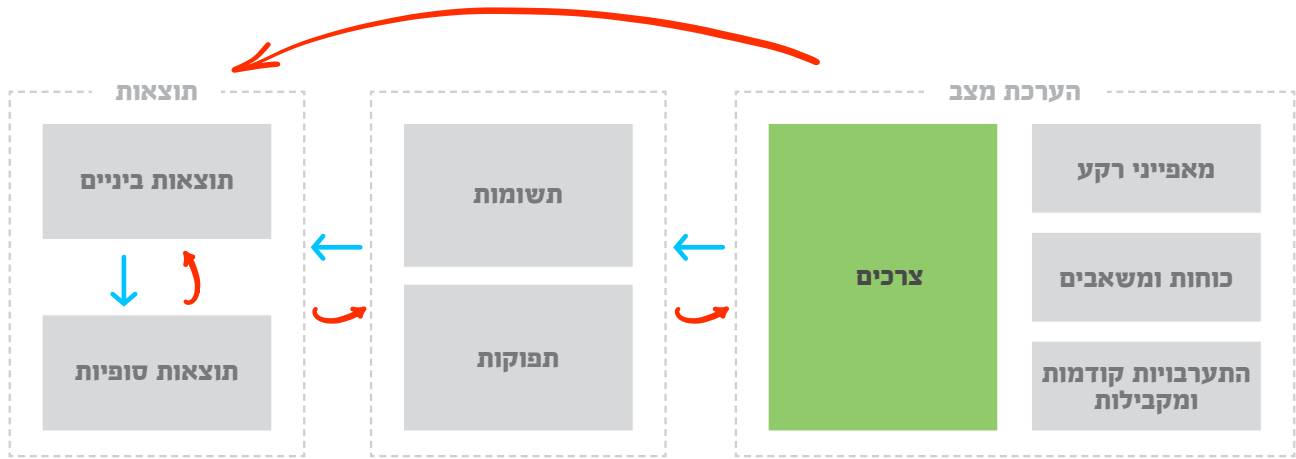 הערכת מצב
מאפייני רקע
כוחות ומשאבים
התערבויות קודמות
ומקבילות
צרכים
תשומות
תפוקות
תוצאות
תוצאות ביניים
תוצאות סופיות